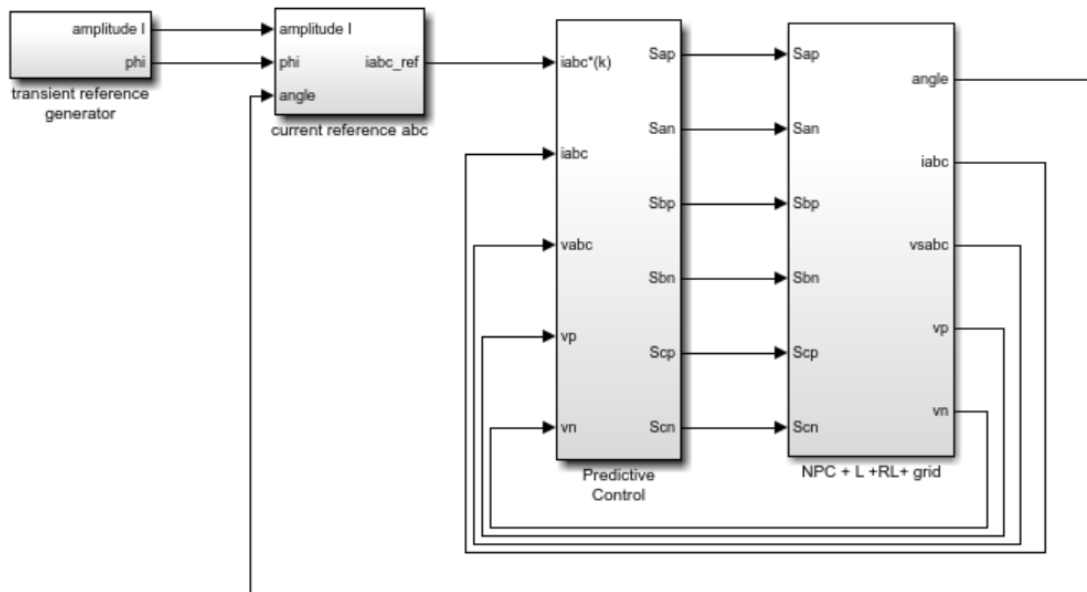 amplitude I
phi
transient reference
generator
amplitude I
phi
angle
iabc_ref
current reference abc
iabc*(k)
iabc
vabc
vp
vn
Sap
San
Sbp
Sbn
Scp
Scn
Predictive
Control
Sap
San
Sbp
Sbn
Scp
Scn
angle
iabc
vsabc
vp
vn
NPC + L +RL+ grid